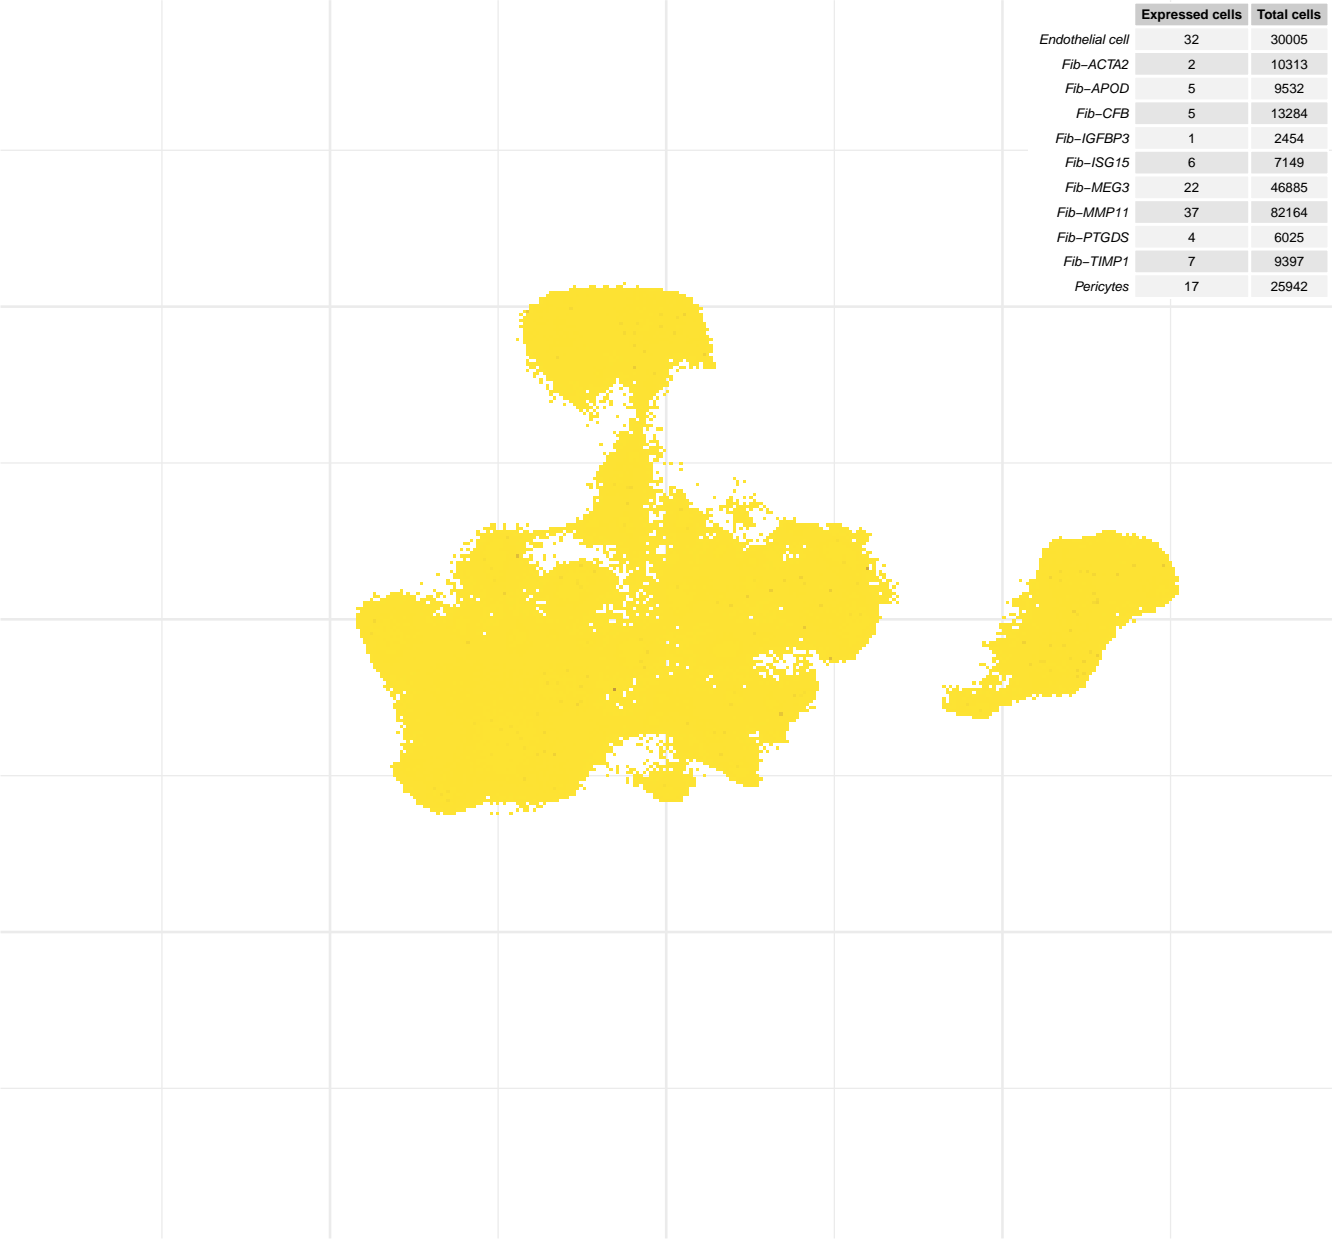 Expressed cells Total cells
Endothelial cell 32 30005
Fib−ACTA2 2 10313
Fib−APOD 5 9532
Fib−CFB 5 13284
Fib−IGFBP3 1 2454
Fib−ISG15 6 7149
Fib−MEG3 22 46885
Fib−MMP11 37 82164
Fib−PTGDS 4 6025
Fib−TIMP1 7 9397
Pericytes 17 25942